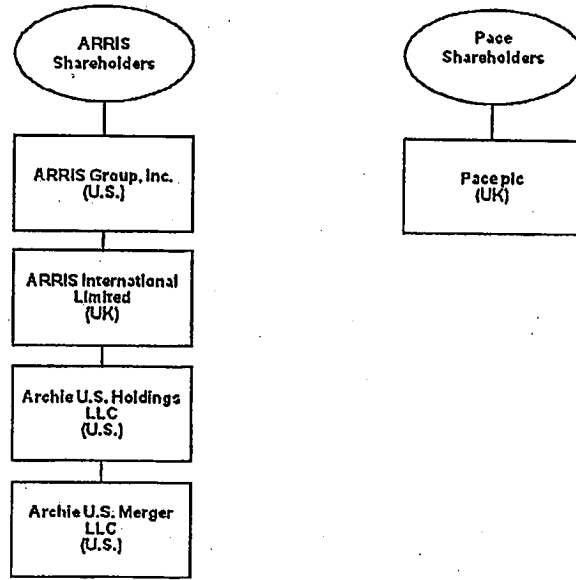 ARRIS
Shareholders
ARRIS Group, Inc.
(U.S.)
ARRIS International
Limited
(UK)
Archie U.S. Holdings
LLC
(U.S.)
Archie U.S. Merger
LLC
(U.S.)
Pace
Shareholders
Pace plc
(UK)